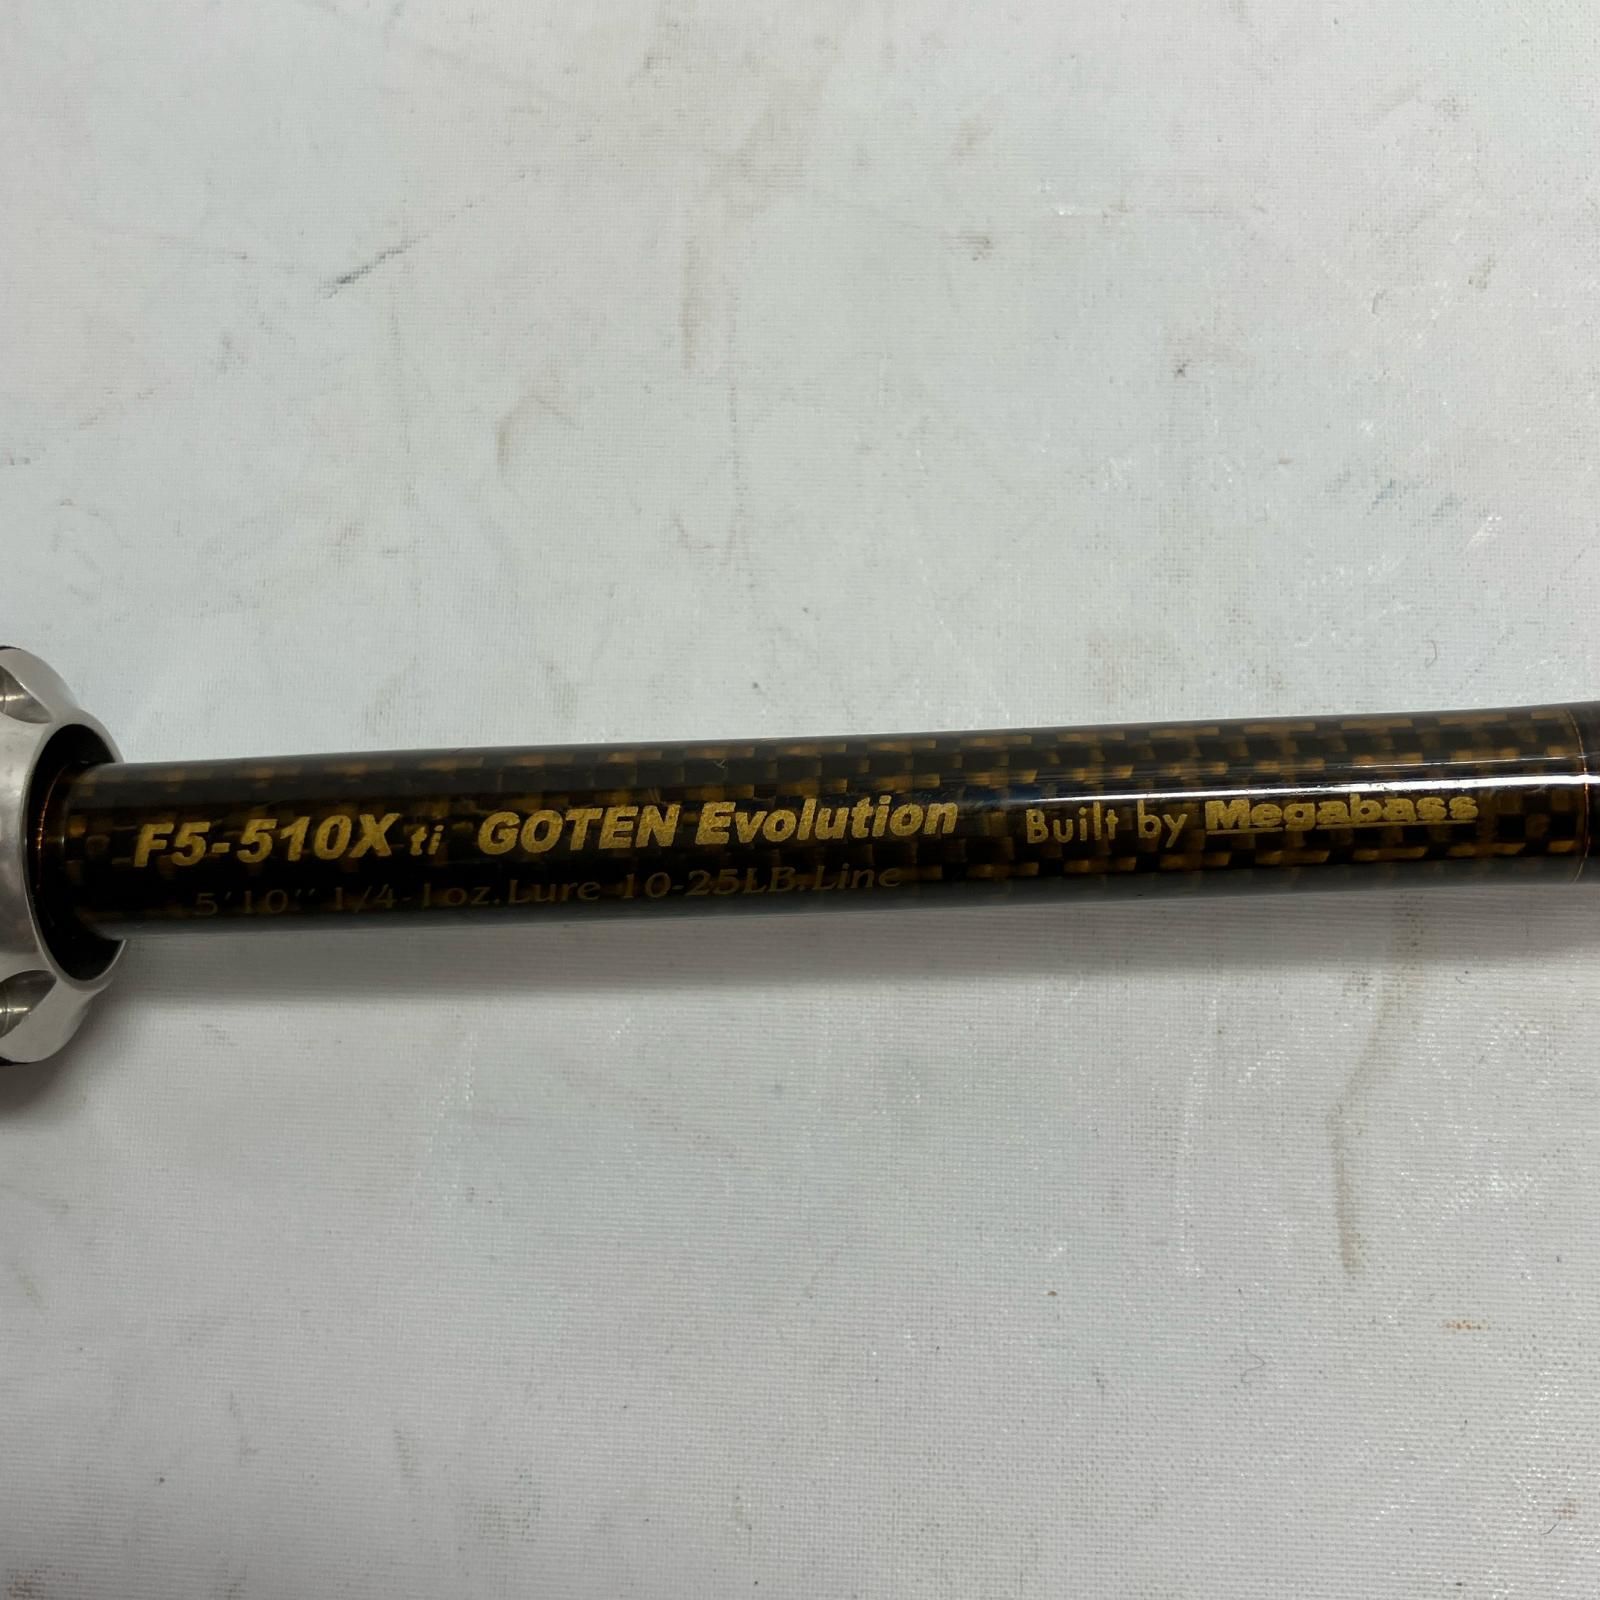 F5-510X ti GOTEN Evolution Built by Megabass
5'10" 1/4-1oz.Lure 10-25LB.Line